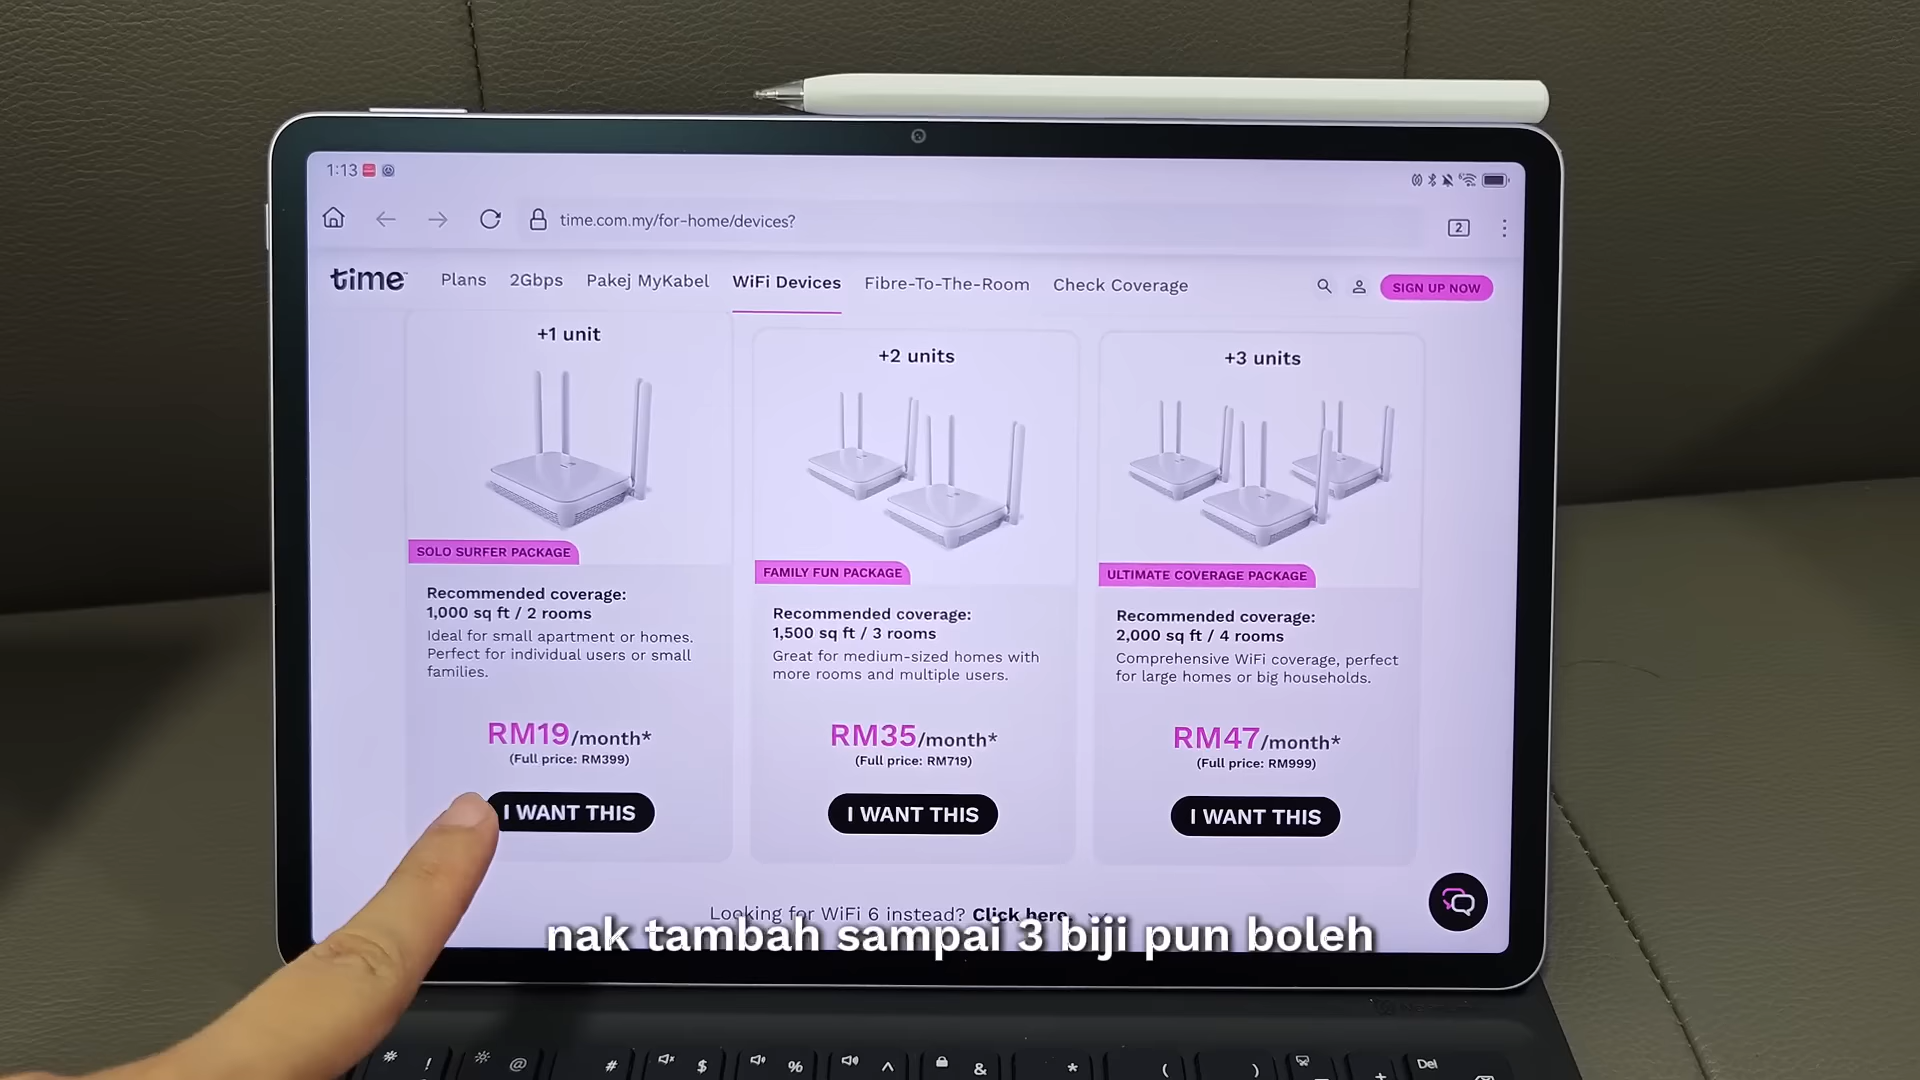 1:13
time.com.my/for-home/devices?
2
time
Plans
2Gbps
Pakej MyKabel
WiFi Devices
Fibre-To-The-Room
Check Coverage
SIGN UP NOW
+1 unit
SOLO SURFER PACKAGE
Recommended coverage:
1,000 sq ft / 2 rooms
Ideal for small apartment or homes.
Perfect for individual users or small
families.
RM19/month*
(Full price: RM399)
I WANT THIS
+2 units
FAMILY FUN PACKAGE
Recommended coverage:
1,500 sq ft / 3 rooms
Great for medium-sized homes with
more rooms and multiple users.
RM35/month*
(Full price: RM719)
I WANT THIS
+3 units
ULTIMATE COVERAGE PACKAGE
Recommended coverage:
2,000 sq ft / 4 rooms
Comprehensive WiFi coverage, perfect
for large homes or big households.
RM47/month*
(Full price: RM999)
I WANT THIS
Looking for WiFi 6 instead? Click here.
nak tambah sampai 3 biji pun boleh
! @ # $ % ^ & * ( ) + Del